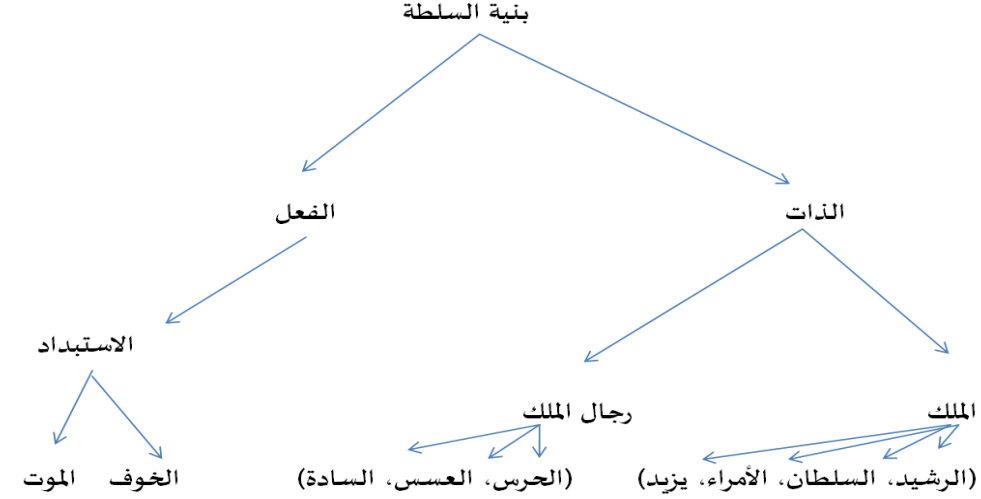 بنية السلطة
الذات
الفعل
الاستبداد
الملك
رجال الملك
(الرشيد، السلطان، الأمراء، يزيد)
(الحرس، العسس، السادة)
الخوف
الموت